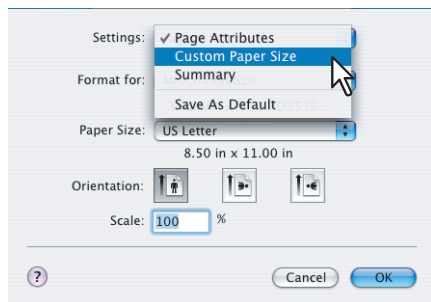 Settings: ✓ Page Attributes
Custom Paper Size
Summary
Format for:
Save As Default
Paper Size: US Letter
8.50 in x 11.00 in
Orientation:
Scale: 100 %
? Cancel OK